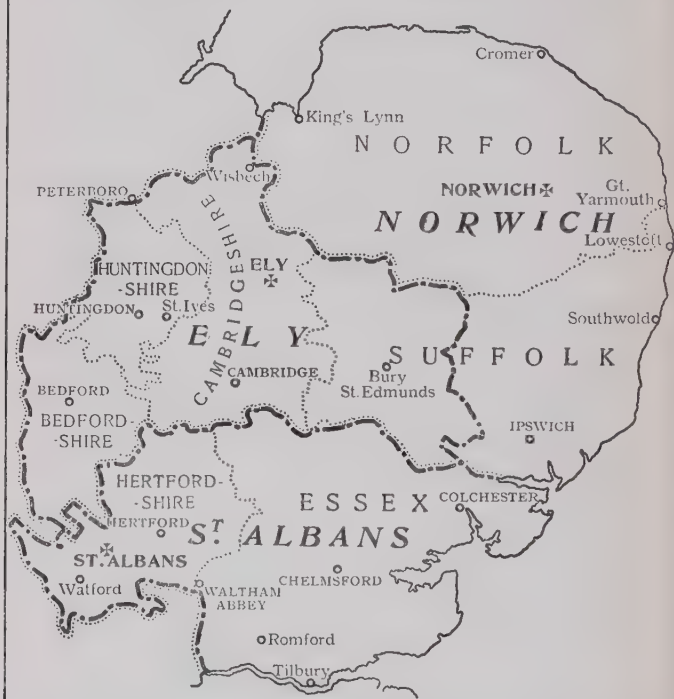 Cromer
King's Lynn
NORFOLK
Wisbech
PETERBORO
NORWICH
Gt.
Yarmouth
NORWICH
Lowestoft
HUNTINGDON
-SHIRE
CAMBRIDGESHIRE
ELY
HUNTINGDON
St.Ives
Southwold
ELY
SUFFOLK
CAMBRIDGE
Bury
St.Edmunds
BEDFORD
BEDFORD-
SHIRE
IPSWICH
HERTFORD-
SHIRE
ESSEX
COLCHESTER
HERTFORD
ST. ALBANS
ST.ALBANS
Watford
WALTHAM
ABBEY
CHELMSFORD
Romford
Tilbury